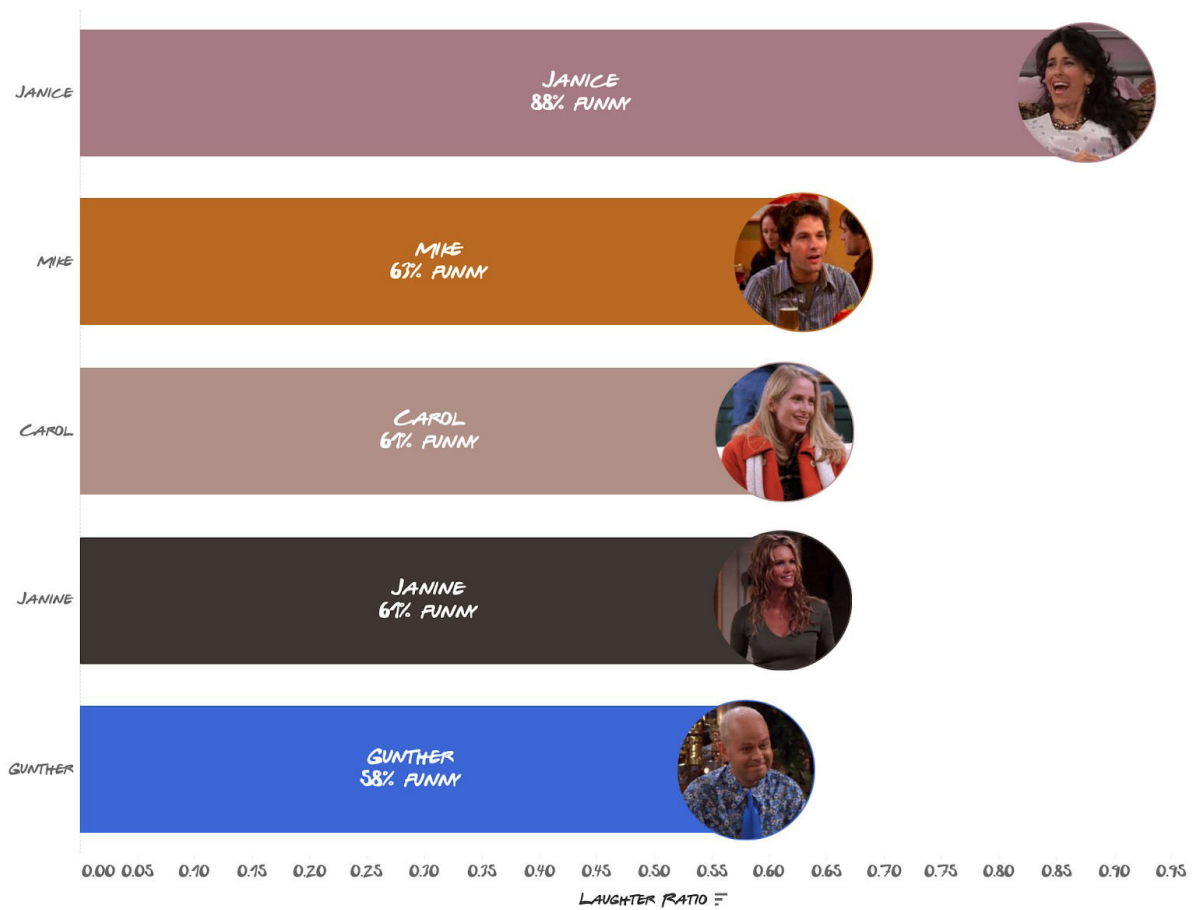 JANICE
JANICE
88% FUNNY
MIKE
MIKE
63% FUNNY
CAROL
CAROL
61% FUNNY
JANINE
JANINE
61% FUNNY
GUNTHER
GUNTHER
58% FUNNY
0.00 0.05 0.10 0.15 0.20 0.25 0.30 0.35 0.40 0.45 0.50 0.55 0.60 0.65 0.70 0.75 0.80 0.85 0.90 0.95
LAUGHTER RATIO